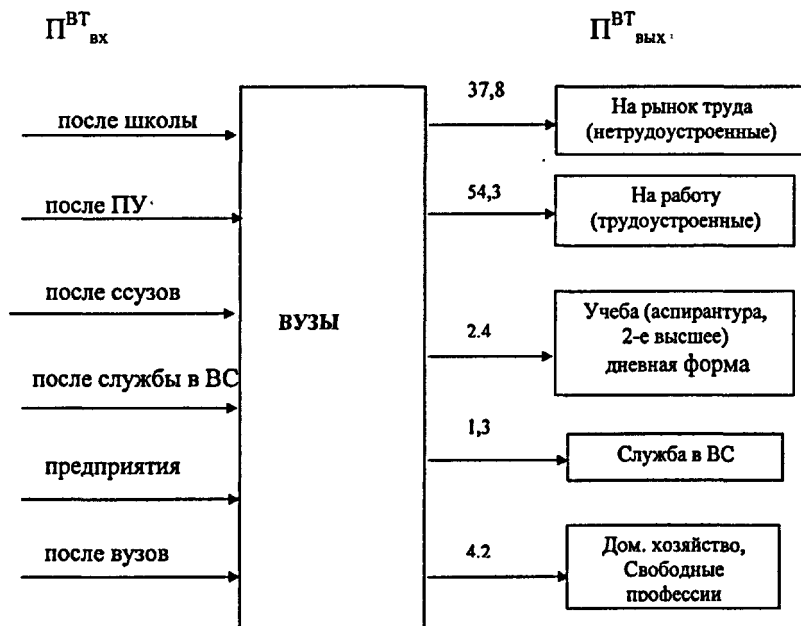 П^ВТ_вх
П^ВТ_вых
после школы
после ПУ
после ссузов
после службы в ВС
предприятия
после вузов
ВУЗЫ
37,8
На рынок труда
(нетрудоустроенные)
54,3
На работу
(трудоустроенные)
2.4
Учеба (аспирантура,
2-е высшее)
дневная форма
1,3
Служба в ВС
4.2
Дом. хозяйство,
Свободные
профессии